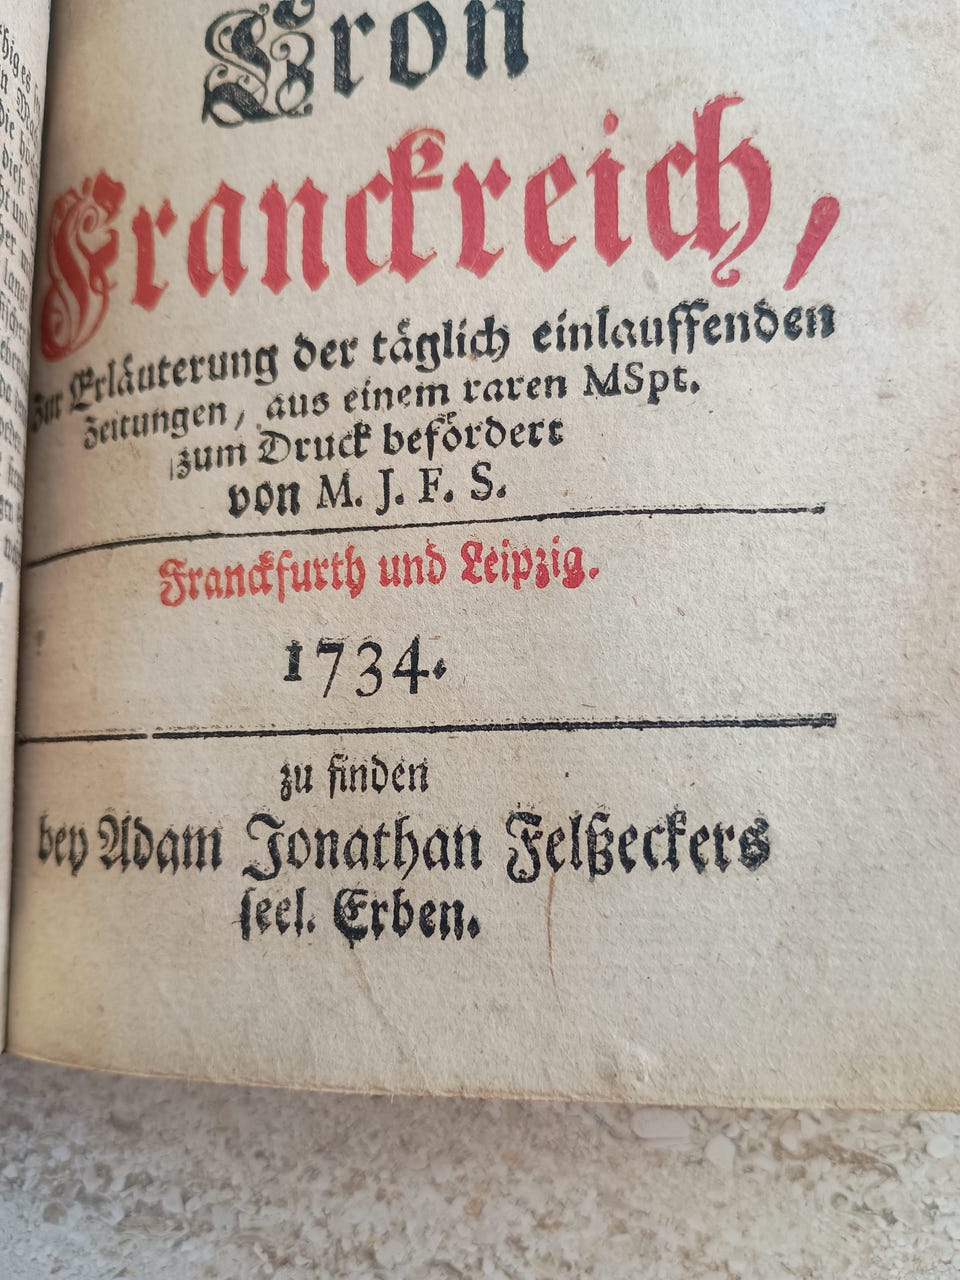 Kron
Franckreich,
Zur Erläuterung der täglich einlauffenden
Zeitungen, aus einem raren MSpt.
zum Druck befördert
von M. J. F. S.
Franckfurth und Leipzig.
1734.
zu finden
bey Adam Jonathan Felßeckers
seel. Erben.